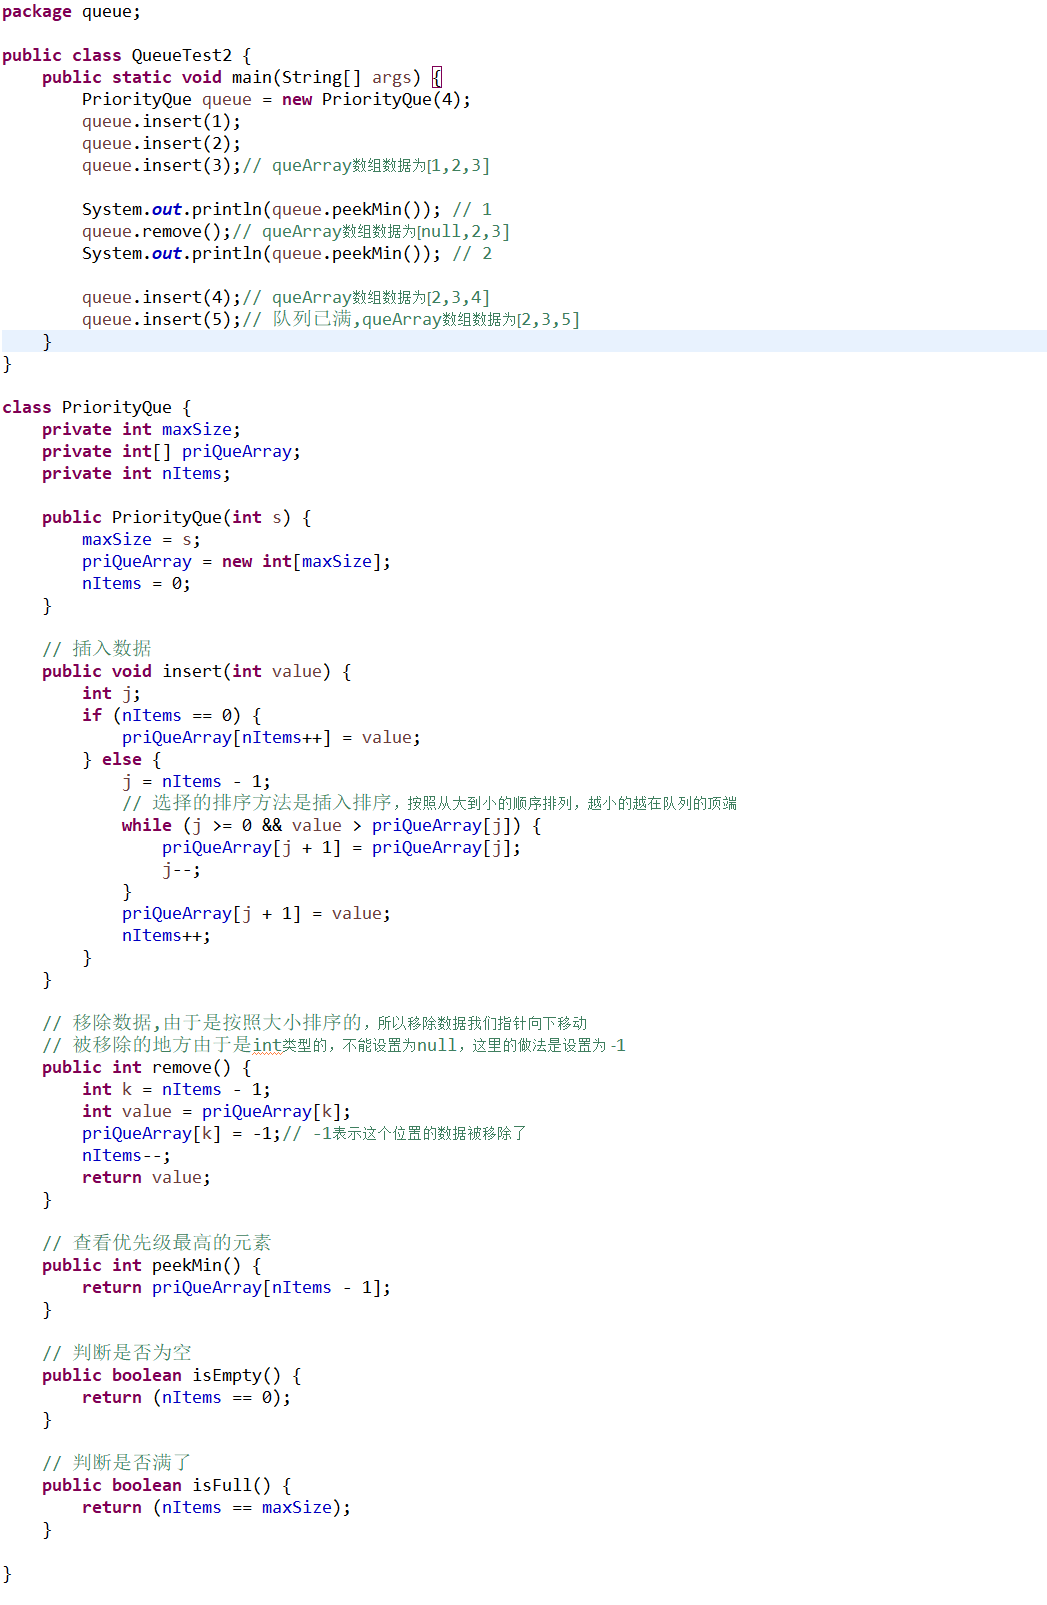 package queue;
public class QueueTest2 {
public static void main(String[] args) {
PriorityQue queue = new PriorityQue(4);
queue.insert(1);
queue.insert(2);
queue.insert(3);// queArray数组数据为[1,2,3]
System.out.println(queue.peekMin()); // 1
queue.remove();// queArray数组数据为[null,2,3]
System.out.println(queue.peekMin()); // 2
queue.insert(4);// queArray数组数据为[2,3,4]
queue.insert(5);// 队列已满,queArray数组数据为[2,3,5]
}
}
class PriorityQue {
private int maxSize;
private int[] priQueArray;
private int nItems;
public PriorityQue(int s) {
maxSize = s;
priQueArray = new int[maxSize];
nItems = 0;
}
// 插入数据
public void insert(int value) {
int j;
if (nItems == 0) {
priQueArray[nItems++] = value;
} else {
j = nItems - 1;
// 选择的排序方法是插入排序，按照从大到小的顺序排列，越小的越在队列的顶端
while (j >= 0 && value > priQueArray[j]) {
priQueArray[j + 1] = priQueArray[j];
j--;
}
priQueArray[j + 1] = value;
nItems++;
}
}
// 移除数据,由于是按照大小排序的，所以移除数据我们指针向下移动
// 被移除的地方由于是int类型的，不能设置为null，这里的做法是设置为 -1
public int remove() {
int k = nItems - 1;
int value = priQueArray[k];
priQueArray[k] = -1;// -1表示这个位置的数据被移除了
nItems--;
return value;
}
// 查看优先级最高的元素
public int peekMin() {
return priQueArray[nItems - 1];
}
// 判断是否为空
public boolean isEmpty() {
return (nItems == 0);
}
// 判断是否满了
public boolean isFull() {
return (nItems == maxSize);
}
}